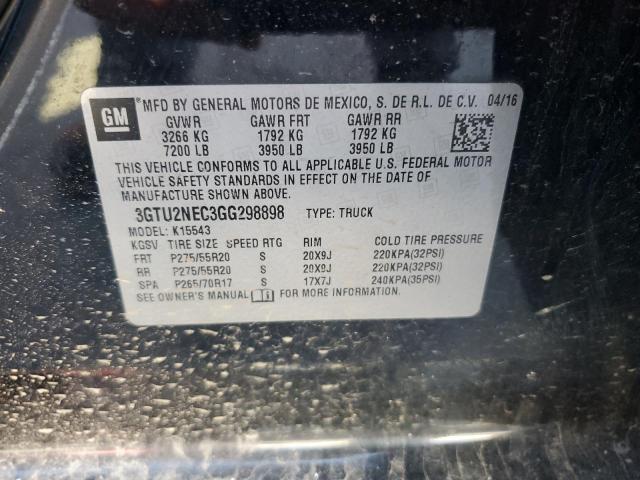 GM
MFD BY GENERAL MOTORS DE MEXICO, S. DE R.L. DE C.V. 04/16
GVWR GAWR FRT GAWR RR
3266 KG 1792 KG 1792 KG
7200 LB 3950 LB 3950 LB
THIS VEHICLE CONFORMS TO ALL APPLICABLE U.S. FEDERAL MOTOR
VEHICLE SAFETY STANDARDS IN EFFECT ON THE DATE OF
MANUFACTURE SHOWN ABOVE.
3GTU2NEC3GG298898 TYPE: TRUCK
MODEL: K15543
KGSV TIRE SIZE SPEED RTG RIM COLD TIRE PRESSURE
FRT P275/55R20 S 20X9J 220KPA(32PSI)
RR P275/55R20 S 20X9J 220KPA(32PSI)
SPA P265/70R17 S 17X7J 240KPA(35PSI)
SEE OWNER'S MANUAL FOR MORE INFORMATION.